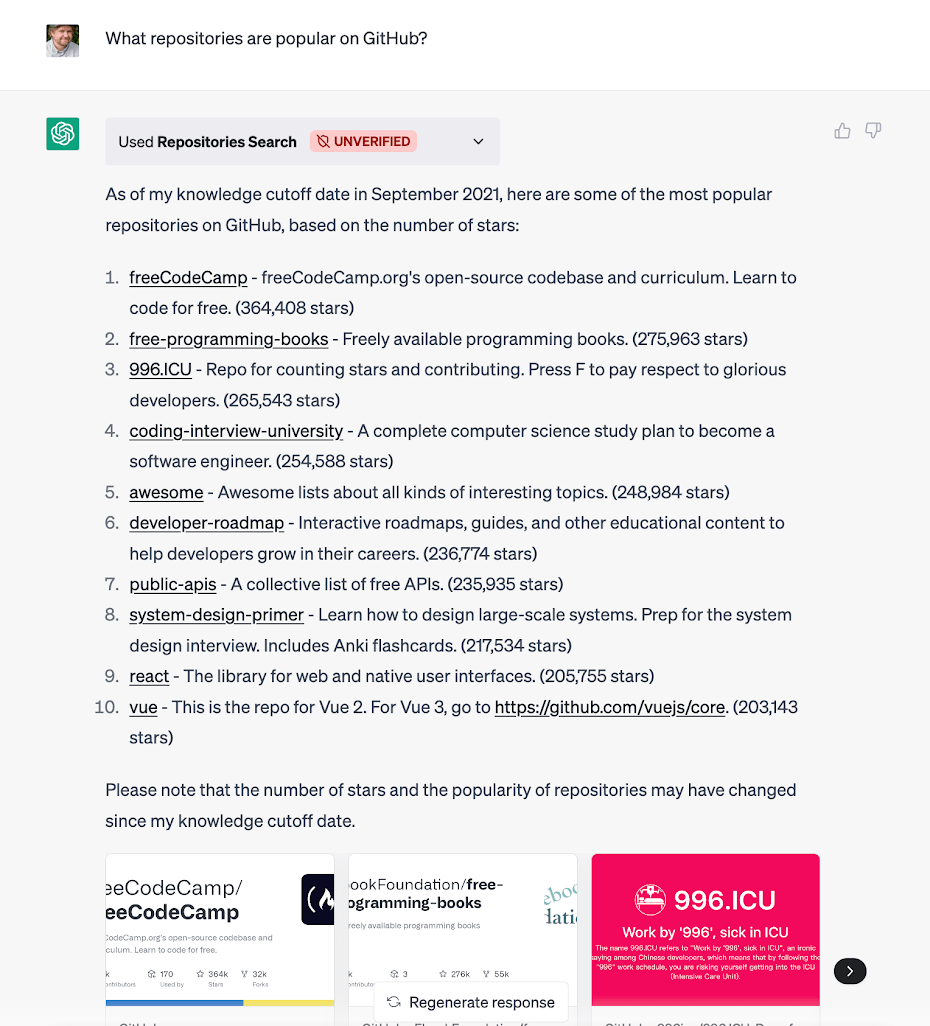 What repositories are popular on GitHub?
Used Repositories Search UNVERIFIED
As of my knowledge cutoff date in September 2021, here are some of the most popular
repositories on GitHub, based on the number of stars:
1. freeCodeCamp - freeCodeCamp.org's open-source codebase and curriculum. Learn to
code for free. (364,408 stars)
2. free-programming-books - Freely available programming books. (275,963 stars)
3. 996.ICU - Repo for counting stars and contributing. Press F to pay respect to glorious
developers. (265,543 stars)
4. coding-interview-university - A complete computer science study plan to become a
software engineer. (254,588 stars)
5. awesome - Awesome lists about all kinds of interesting topics. (248,984 stars)
6. developer-roadmap - Interactive roadmaps, guides, and other educational content to
help developers grow in their careers. (236,774 stars)
7. public-apis - A collective list of free APIs. (235,935 stars)
8. system-design-primer - Learn how to design large-scale systems. Prep for the system
design interview. Includes Anki flashcards. (217,534 stars)
9. react - The library for web and native user interfaces. (205,755 stars)
10. vue - This is the repo for Vue 2. For Vue 3, go to https://github.com/vuejs/core. (203,143
stars)
Please note that the number of stars and the popularity of repositories may have changed
since my knowledge cutoff date.
eeCodeCamp/
eeCodeCamp
CodeCamp.org's open-source codebase and
culum. Learn to code for free.
k 170 364k 32k
ontributors Used by Stars Forks
ookFoundation/free-
ogramming-books
reely available programming books
k 3 276k 55k
996.ICU
Work by '996', sick in ICU
The name 996.ICU refers to "Work by '996', sick in ICU", an ironic
saying among Chinese developers, which means that by following the
"996" work schedule, you are risking yourself getting into the ICU
(Intensive Care Unit).
Regenerate response